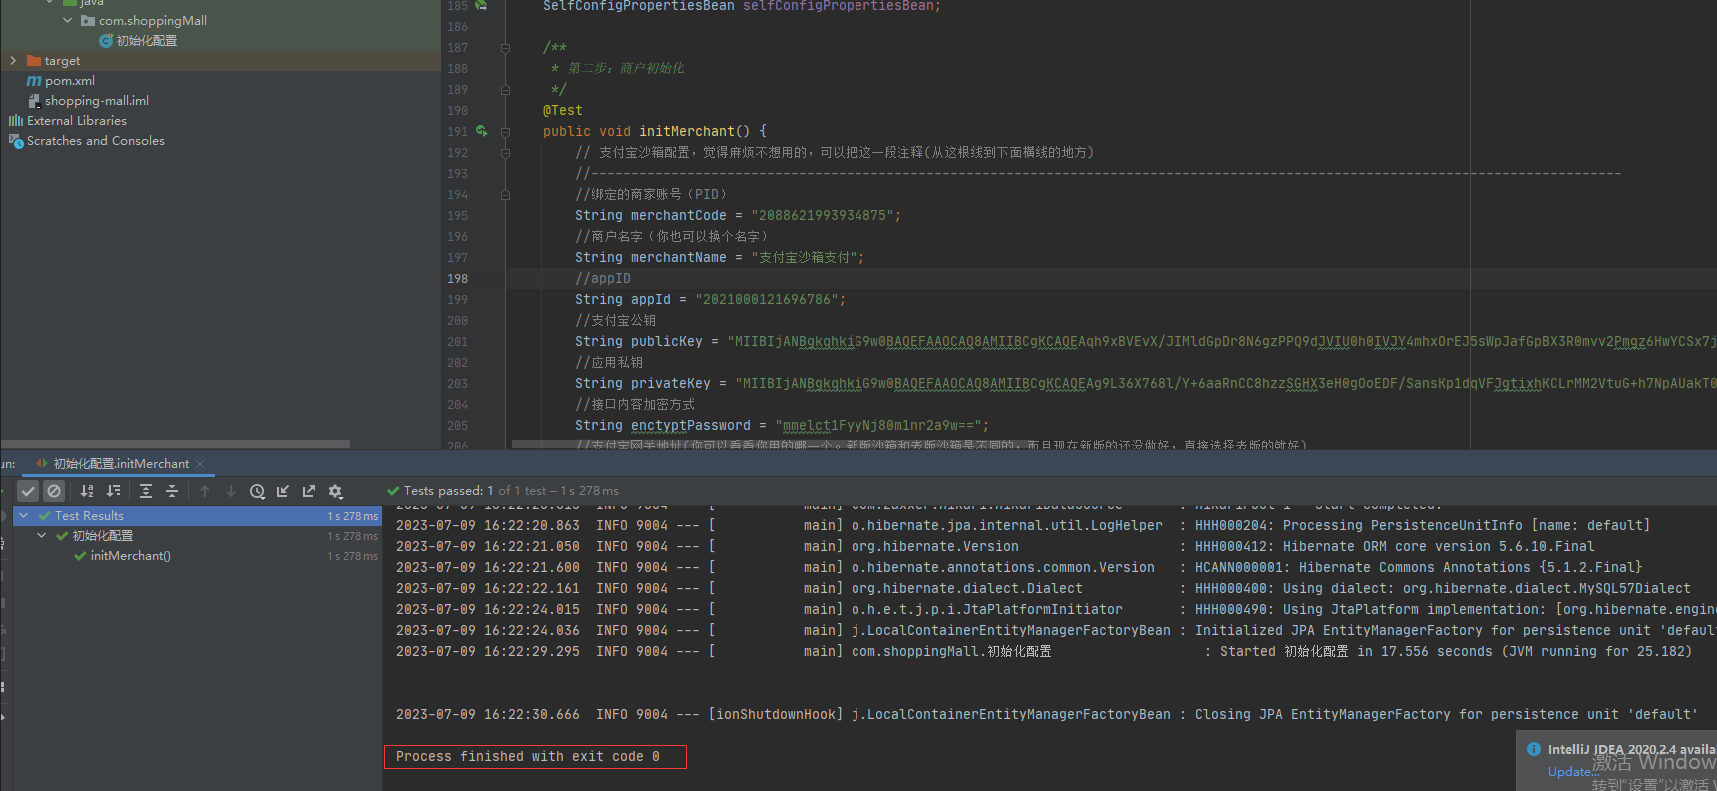 java
com.shoppingMall
初始化配置
target
pom.xml
shopping-mall.iml
External Libraries
Scratches and Consoles
185 SelfConfigPropertiesBean selfConfigPropertiesBean;
186
187 /**
188 * 第二步：商户初始化
189 */
190 @Test
191 public void initMerchant() {
192 // 支付宝沙箱配置，觉得麻烦不想用的，可以把这一段注释(从这根线到下面横线的地方)
193 //---------------------------------------------------------------------------------------------------------------------------------
194 //绑定的商家账号（PID）
195 String merchantCode = "2088621993934875";
196 //商户名字（你也可以换个名字）
197 String merchantName = "支付宝沙箱支付";
198 //appID
199 String appId = "2021000121696786";
200 //支付宝公钥
201 String publicKey = "MIIBIjANBgkqhkiG9w0BAQEFAAOCAQ8AMIIBCgKCAQEAqh9xBVEvX/JIMldGpDr8N6gzPPQ9dJVIU0h0IVJY4mhxOrEJ5sWpJafGpBX3R0mvv2Pmgz6HwYCSx7j
202 //应用私钥
203 String privateKey = "MIIBIjANBgkqhkiG9w0BAQEFAAOCAQ8AMIIBCgKCAQEAg9L36X768l/Y+6aaRnCC8hzzSGHX3eH0gOoEDF/SansKp1dqVFJgtixhKCLrMM2VtuG+h7NpAUakT0
204 //接口内容加密方式
205 String enctyptPassword = "mmelct1FyyNj80m1nr2a9w==";
206 //支付宝网关地址(你可以看看你用的哪一个。新版沙箱和老版沙箱是不同的，而且现在新版的还没做好，直接选择老版的就好)
un: 初始化配置.initMerchant
Tests passed: 1 of 1 test – 1 s 278 ms
Test Results 1 s 278 ms
初始化配置 1 s 278 ms
initMerchant() 1 s 278 ms
2023-07-09 16:22:20.863 INFO 9004 --- [ main] o.hibernate.jpa.internal.util.LogHelper : HHH000204: Processing PersistenceUnitInfo [name: default]
2023-07-09 16:22:21.050 INFO 9004 --- [ main] org.hibernate.Version : HHH000412: Hibernate ORM core version 5.6.10.Final
2023-07-09 16:22:21.600 INFO 9004 --- [ main] o.hibernate.annotations.common.Version : HCANN000001: Hibernate Commons Annotations {5.1.2.Final}
2023-07-09 16:22:22.161 INFO 9004 --- [ main] org.hibernate.dialect.Dialect : HHH000400: Using dialect: org.hibernate.dialect.MySQL57Dialect
2023-07-09 16:22:24.015 INFO 9004 --- [ main] o.h.e.t.j.p.i.JtaPlatformInitiator : HHH000490: Using JtaPlatform implementation: [org.hibernate.engin
2023-07-09 16:22:24.036 INFO 9004 --- [ main] j.LocalContainerEntityManagerFactoryBean : Initialized JPA EntityManagerFactory for persistence unit 'defaul
2023-07-09 16:22:29.295 INFO 9004 --- [ main] com.shoppingMall.初始化配置 : Started 初始化配置 in 17.556 seconds (JVM running for 25.182)
2023-07-09 16:22:30.666 INFO 9004 --- [ionShutdownHook] j.LocalContainerEntityManagerFactoryBean : Closing JPA EntityManagerFactory for persistence unit 'default'
Process finished with exit code 0
IntelliJ IDEA 2020.2.4 availa
Update...
激活 Window
转到"设置"以激活